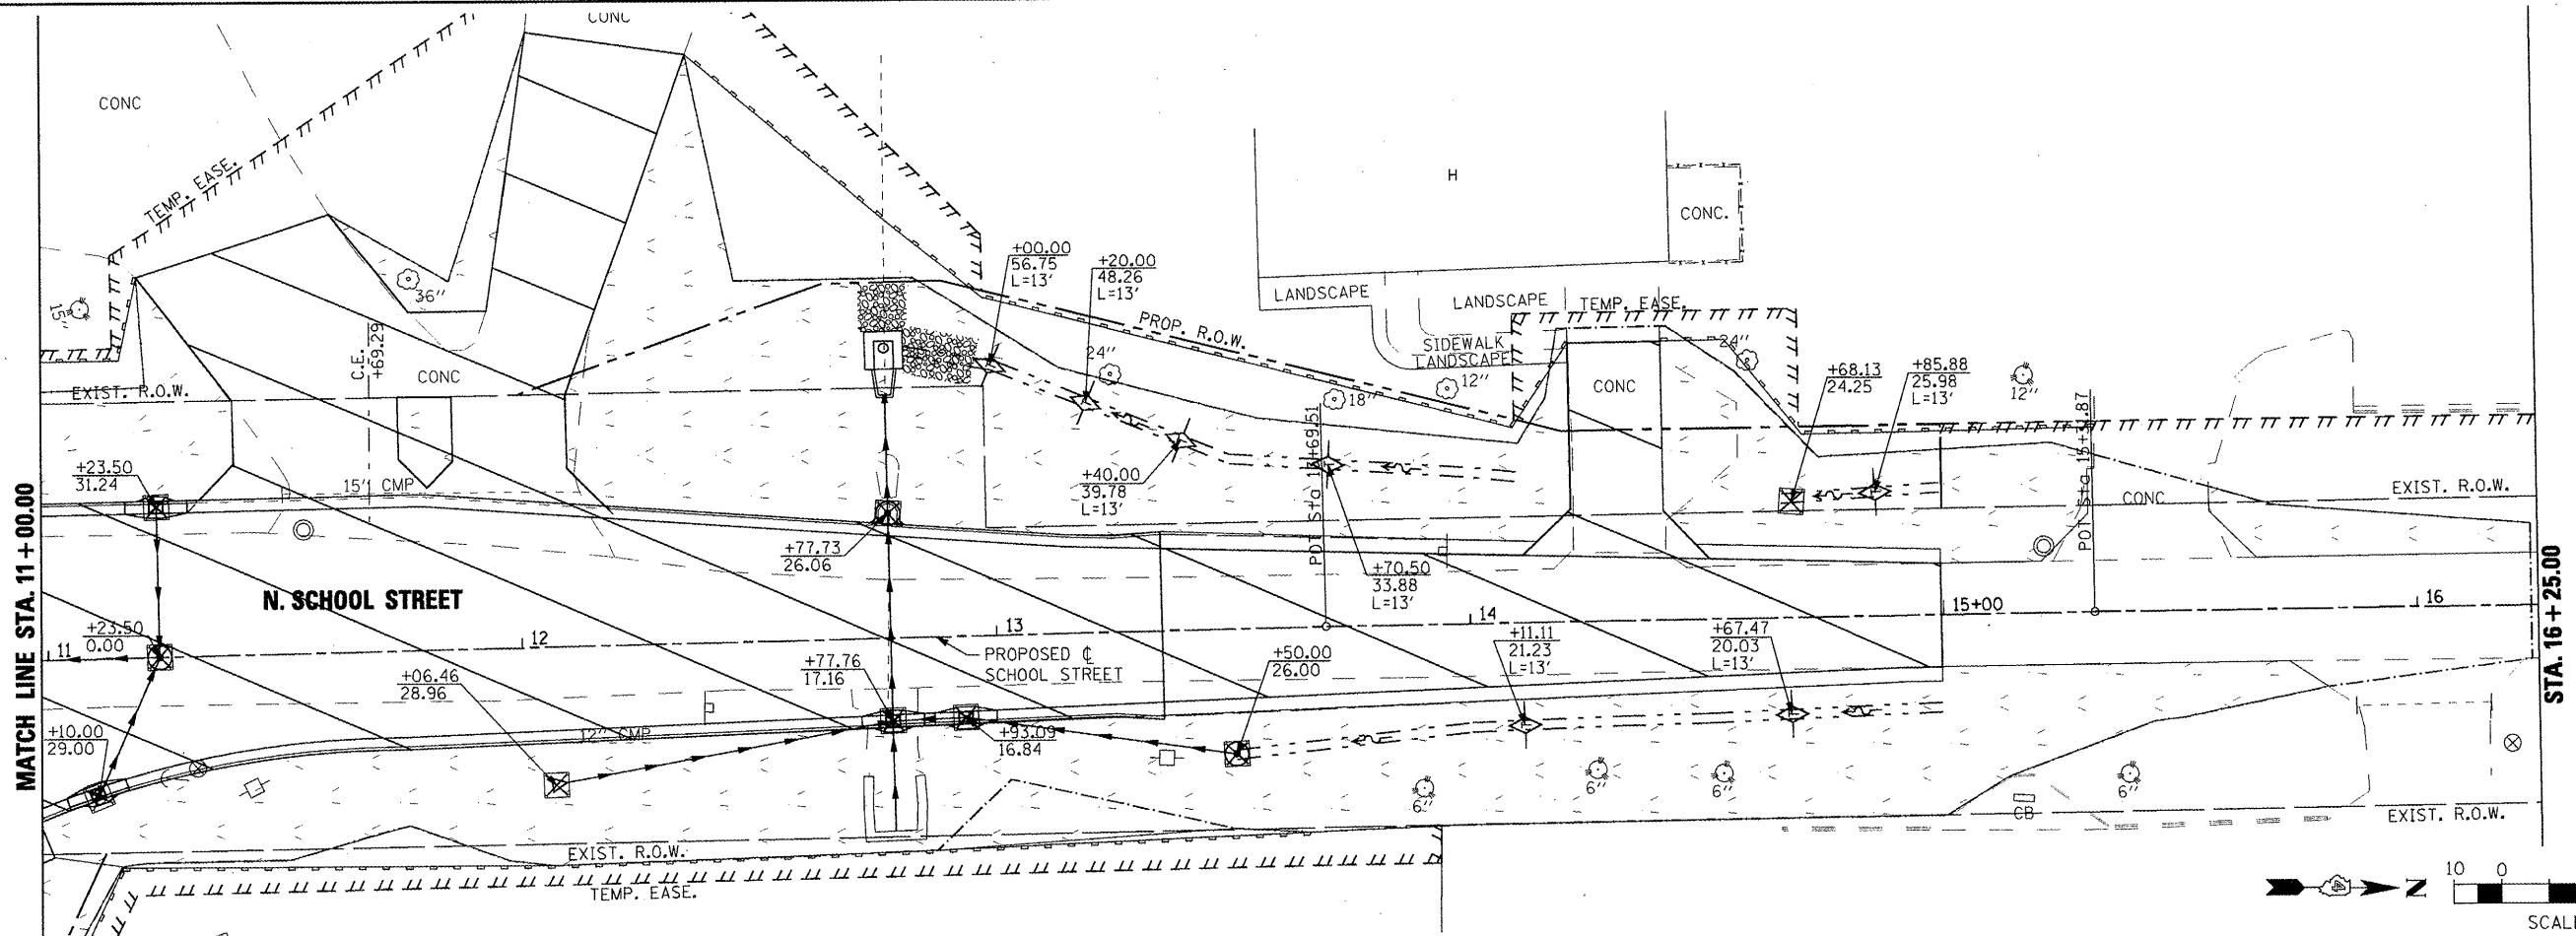 CONC
CONC
TEMP. EASE.
36''
15''
C.E.
+69.29
CONC
EXIST. R.O.W.
+23.50
31.24
15'' CMP
MATCH LINE STA. 11+00.00
N. SCHOOL STREET
+23.50
0.00
11
12
13
14
15+00
16
+10.00
29.00
12'' CMP
+06.46
28.96
+77.73
26.06
+77.76
17.16
+93.09
16.84
PROPOSED ℄
SCHOOL STREET
+50.00
26.00
+00.00
56.75
L=13'
+20.00
48.26
L=13'
24''
+40.00
39.78
L=13'
PROP. R.O.W.
H
CONC.
LANDSCAPE
LANDSCAPE
TEMP. EASE.
SIDEWALK
LANDSCAPE
12''
18''
POT Sta 13+69.51
+70.50
33.88
L=13'
CONC
24''
+68.13
24.25
+85.88
25.98
L=13'
12''
CONC
EXIST. R.O.W.
+11.11
21.23
L=13'
+67.47
20.03
L=13'
6''
6''
6''
6''
CB
EXIST. R.O.W.
EXIST. R.O.W.
TEMP. EASE.
STA. 16+25.00
N
10 0